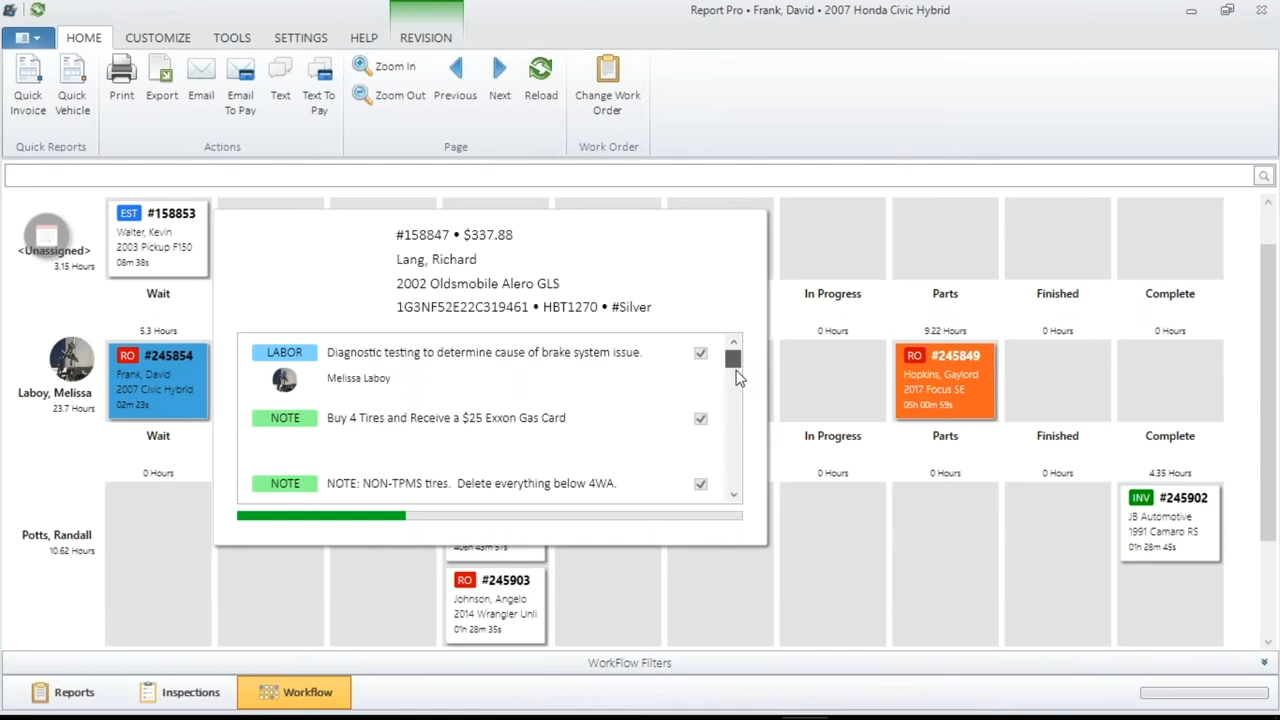 Report Pro • Frank, David • 2007 Honda Civic Hybrid
HOME CUSTOMIZE TOOLS SETTINGS HELP REVISION
Quick Invoice
Quick Vehicle
Print
Export
Email
Email To Pay
Text
Text To Pay
Zoom In
Zoom Out
Previous
Next
Reload
Change Work Order
Quick Reports
Actions
Page
Work Order
<Unassigned>
3.15 Hours
EST #158853
Walter, Kevin
2003 Pickup F150
08m 38s
#158847 • $337.88
Lang, Richard
2002 Oldsmobile Alero GLS
1G3NF52E22C319461 • HBT1270 • #Silver
LABOR Diagnostic testing to determine cause of brake system issue.
Melissa Laboy
NOTE Buy 4 Tires and Receive a $25 Exxon Gas Card
NOTE NOTE: NON-TPMS tires. Delete everything below 4WA.
Wait
In Progress
Parts
Finished
Complete
5.3 Hours
0 Hours
9.22 Hours
0 Hours
0 Hours
Laboy, Melissa
23.7 Hours
RO #245854
Frank, David
2007 Civic Hybrid
02m 23s
RO #245849
Hopkins, Gaylord
2017 Focus SE
05h 00m 59s
Wait
In Progress
Parts
Finished
Complete
0 Hours
0 Hours
0 Hours
0 Hours
4.35 Hours
Potts, Randall
10.62 Hours
INV #245902
JB Automotive
1991 Camaro RS
01h 28m 45s
RO #245903
Johnson, Angelo
2014 Wrangler Unli
01h 28m 35s
WorkFlow Filters
Reports
Inspections
Workflow